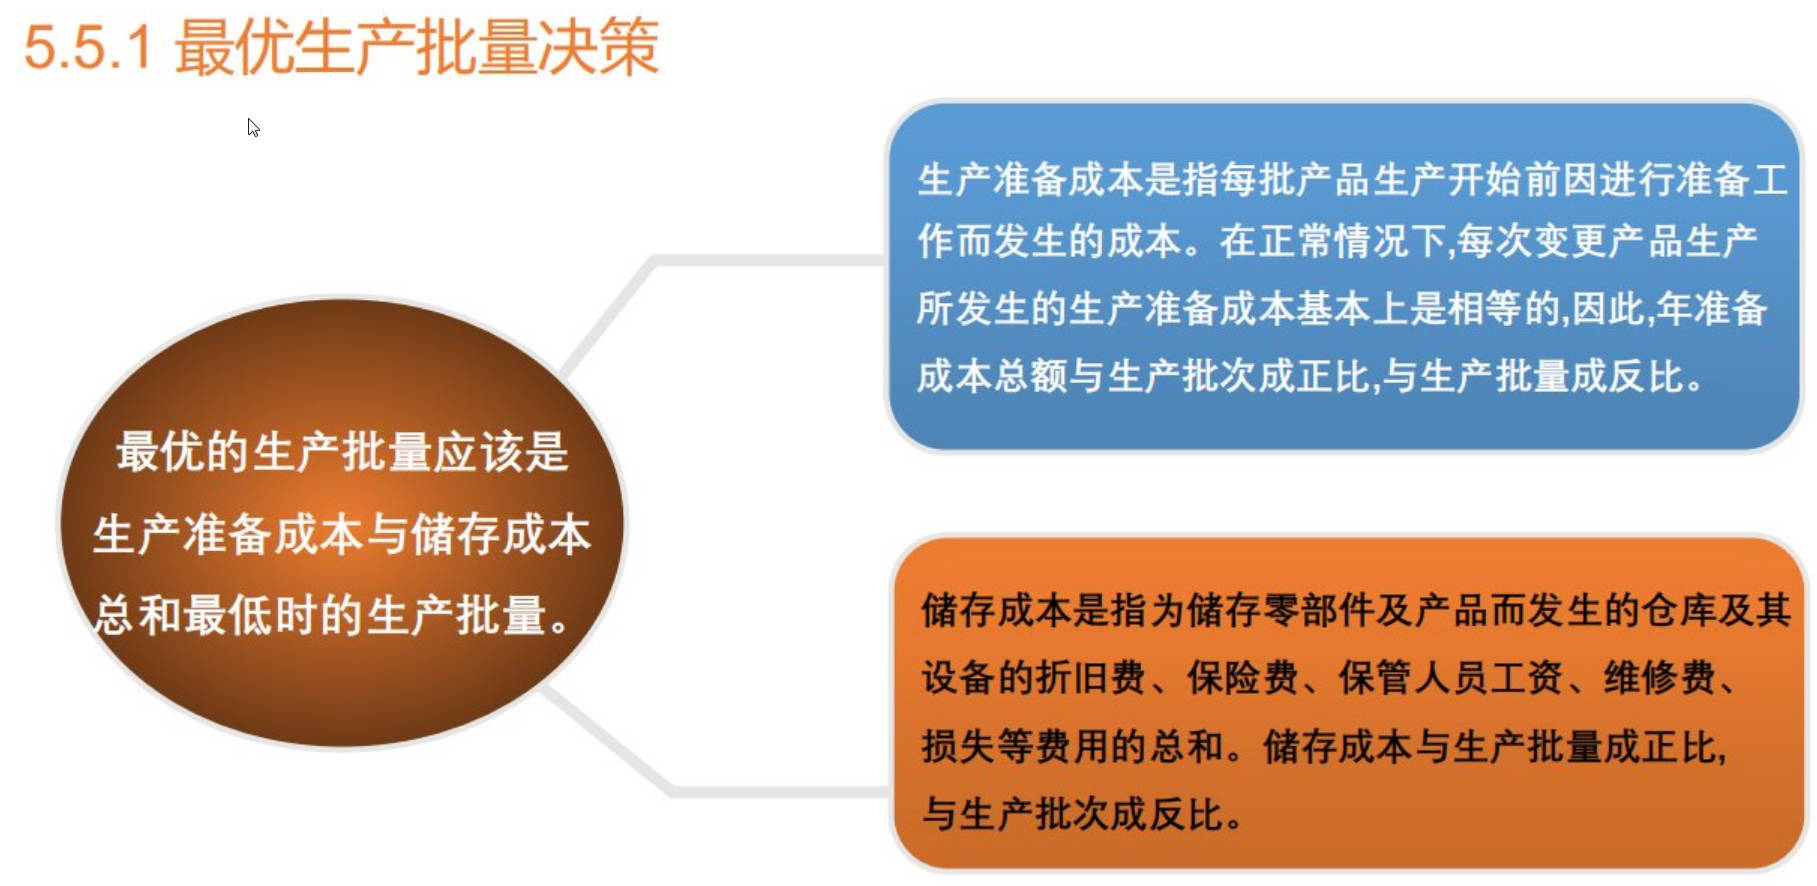 5.5.1 最优生产批量决策
最优的生产批量应该是
生产准备成本与储存成本
总和最低时的生产批量。
生产准备成本是指每批产品生产开始前因进行准备工
作而发生的成本。在正常情况下,每次变更产品生产
所发生的生产准备成本基本上是相等的,因此,年准备
成本总额与生产批次成正比,与生产批量成反比。
储存成本是指为储存零部件及产品而发生的仓库及其
设备的折旧费、保险费、保管人员工资、维修费、
损失等费用的总和。储存成本与生产批量成正比,
与生产批次成反比。